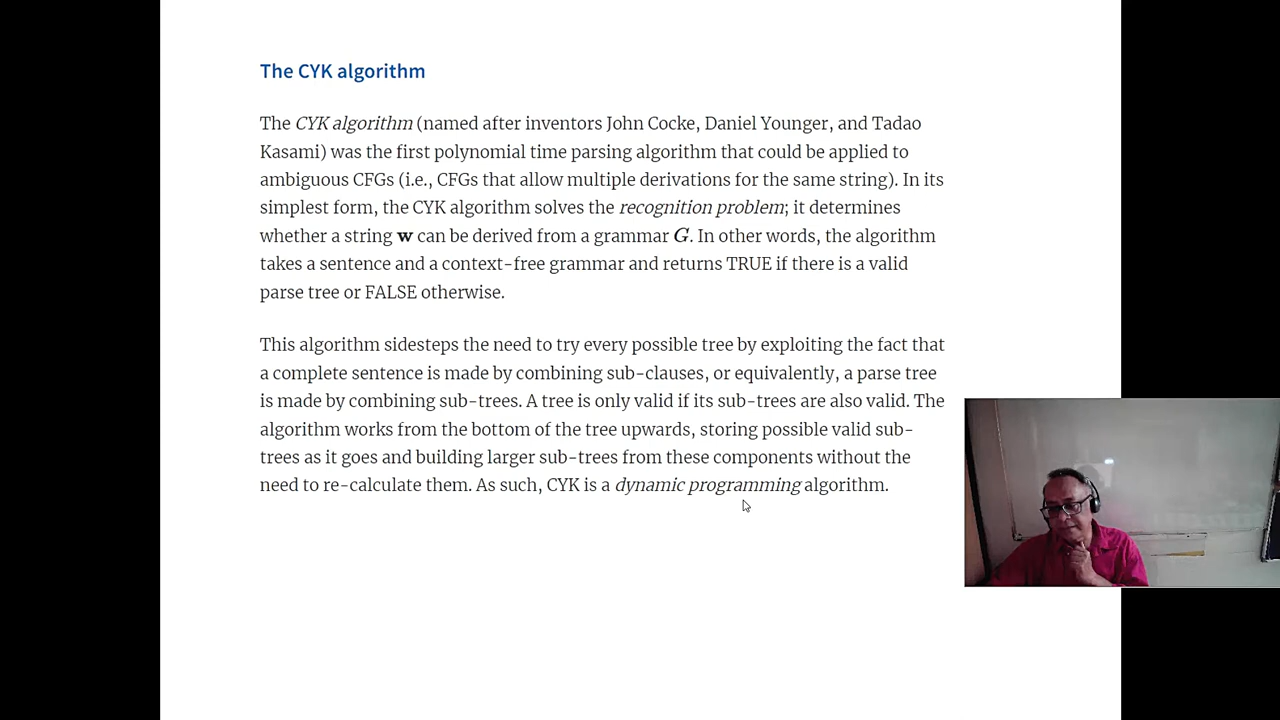 The CYK algorithm
The CYK algorithm (named after inventors John Cocke, Daniel Younger, and Tadao
Kasami) was the first polynomial time parsing algorithm that could be applied to
ambiguous CFGs (i.e., CFGs that allow multiple derivations for the same string). In its
simplest form, the CYK algorithm solves the recognition problem; it determines
whether a string w can be derived from a grammar G. In other words, the algorithm
takes a sentence and a context-free grammar and returns TRUE if there is a valid
parse tree or FALSE otherwise.
This algorithm sidesteps the need to try every possible tree by exploiting the fact that
a complete sentence is made by combining sub-clauses, or equivalently, a parse tree
is made by combining sub-trees. A tree is only valid if its sub-trees are also valid. The
algorithm works from the bottom of the tree upwards, storing possible valid sub-
trees as it goes and building larger sub-trees from these components without the
need to re-calculate them. As such, CYK is a dynamic programming algorithm.